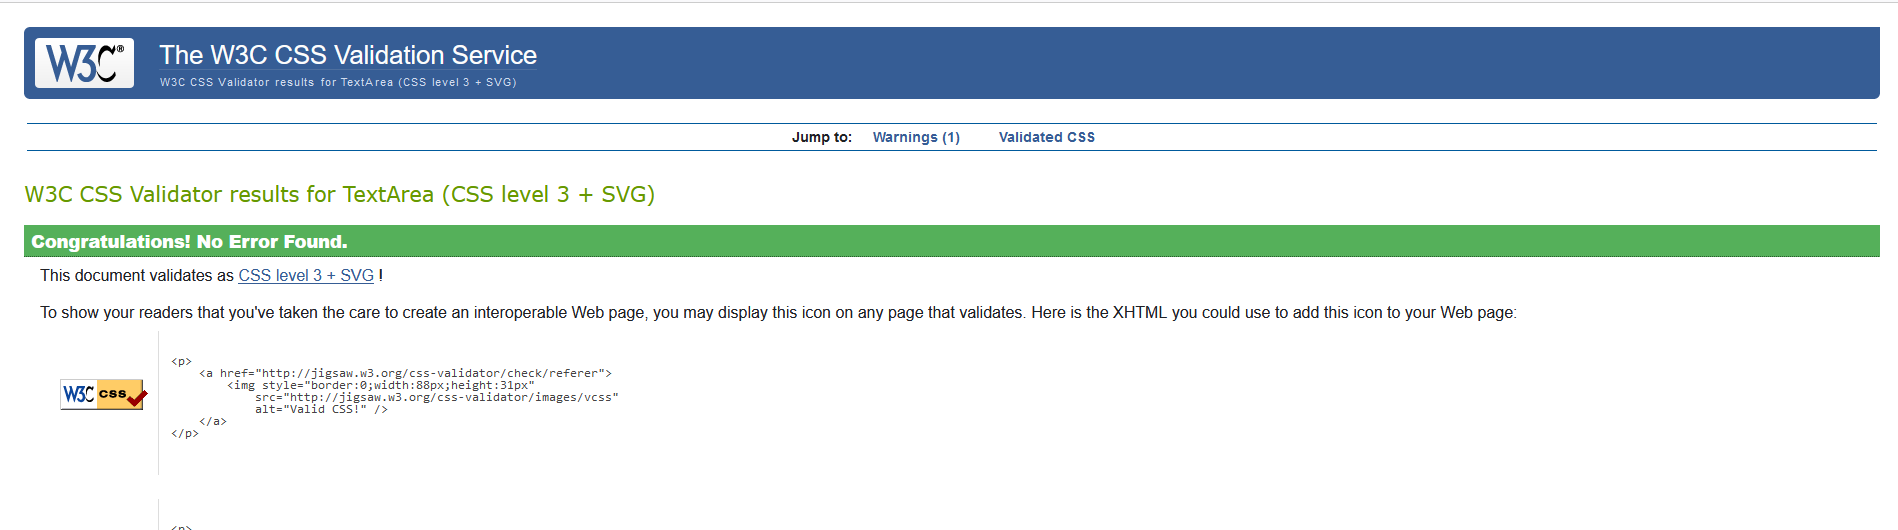 W3C®
The W3C CSS Validation Service
W3C CSS Validator results for TextArea (CSS level 3 + SVG)
Jump to: Warnings (1) Validated CSS
W3C CSS Validator results for TextArea (CSS level 3 + SVG)
Congratulations! No Error Found.
This document validates as CSS level 3 + SVG !
To show your readers that you've taken the care to create an interoperable Web page, you may display this icon on any page that validates. Here is the XHTML you could use to add this icon to your Web page:
W3C css
<p>
    <a href="http://jigsaw.w3.org/css-validator/check/referer">
        <img style="border:0;width:88px;height:31px"
            src="http://jigsaw.w3.org/css-validator/images/vcss"
            alt="Valid CSS!" />
    </a>
</p>
<p>